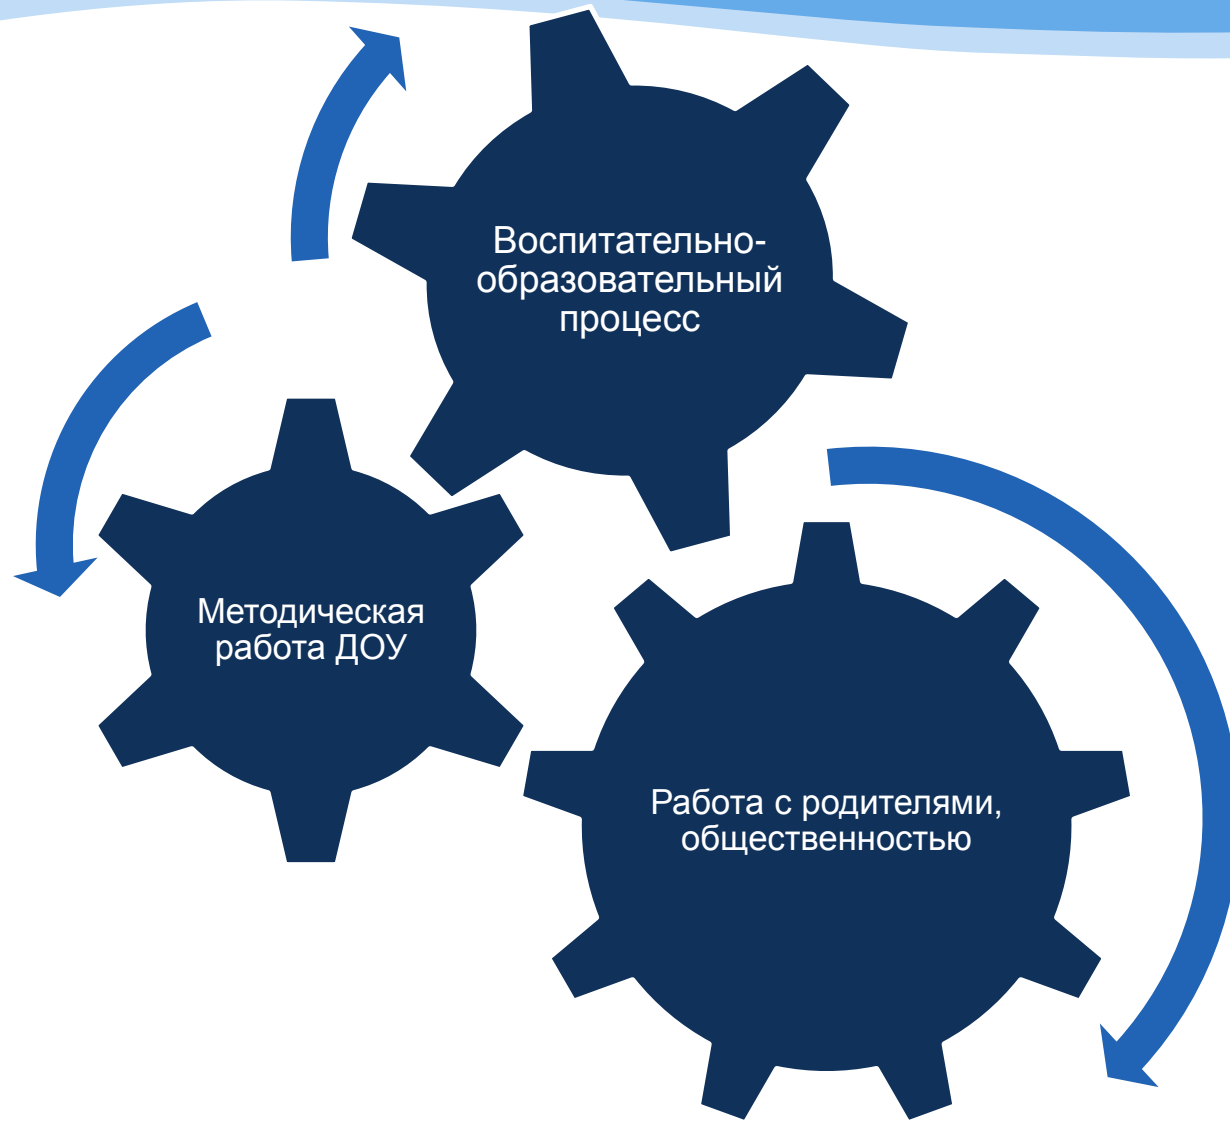 Воспитательно-
образовательный
процесс
Методическая
работа ДОУ
Работа с родителями,
общественностью